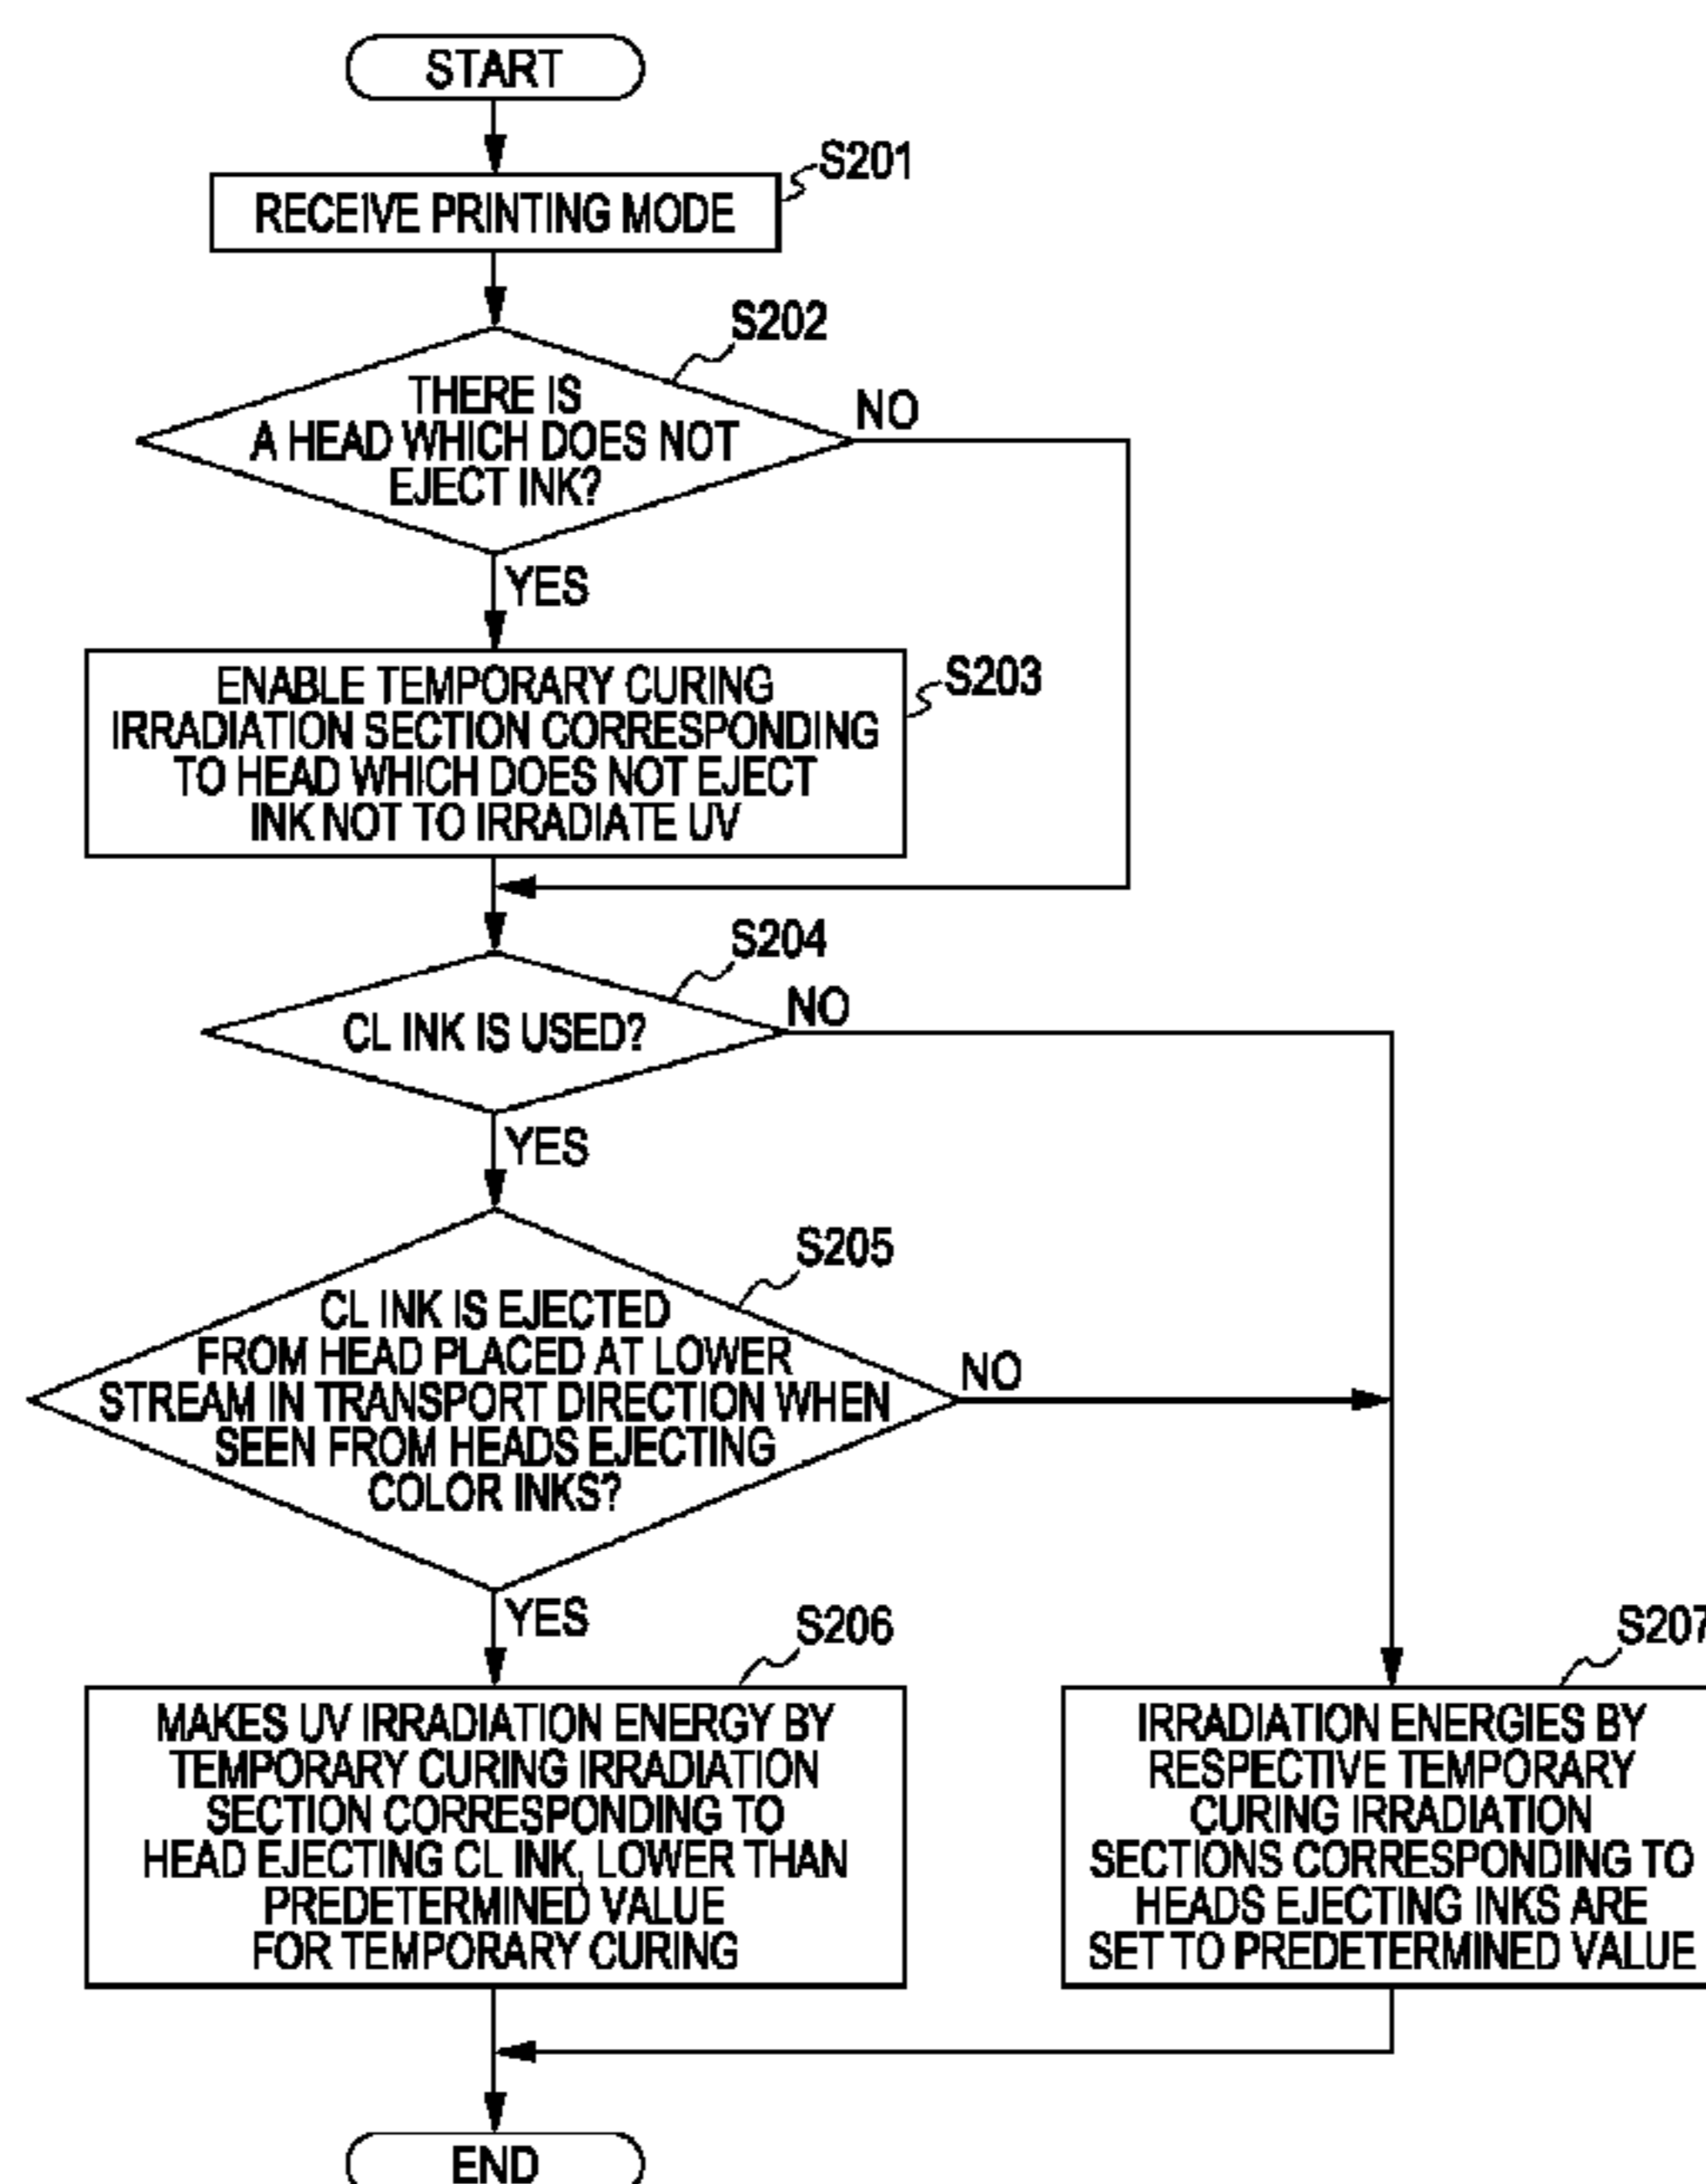 START
S201
RECEIVE PRINTING MODE
S202
THERE IS
A HEAD WHICH DOES NOT
EJECT INK?
NO
YES
S203
ENABLE TEMPORARY CURING
IRRADIATION SECTION CORRESPONDING
TO HEAD WHICH DOES NOT EJECT
INK NOT TO IRRADIATE UV
S204
CL INK IS USED?
NO
YES
S205
CL INK IS EJECTED
FROM HEAD PLACED AT LOWER
STREAM IN TRANSPORT DIRECTION WHEN
SEEN FROM HEADS EJECTING
COLOR INKS?
NO
YES
S206
MAKES UV IRRADIATION ENERGY BY
TEMPORARY CURING IRRADIATION
SECTION CORRESPONDING TO
HEAD EJECTING CL INK, LOWER THAN
PREDETERMINED VALUE
FOR TEMPORARY CURING
S207
IRRADIATION ENERGIES BY
RESPECTIVE TEMPORARY
CURING IRRADIATION
SECTIONS CORRESPONDING TO
HEADS EJECTING INKS ARE
SET TO PREDETERMINED VALUE
END